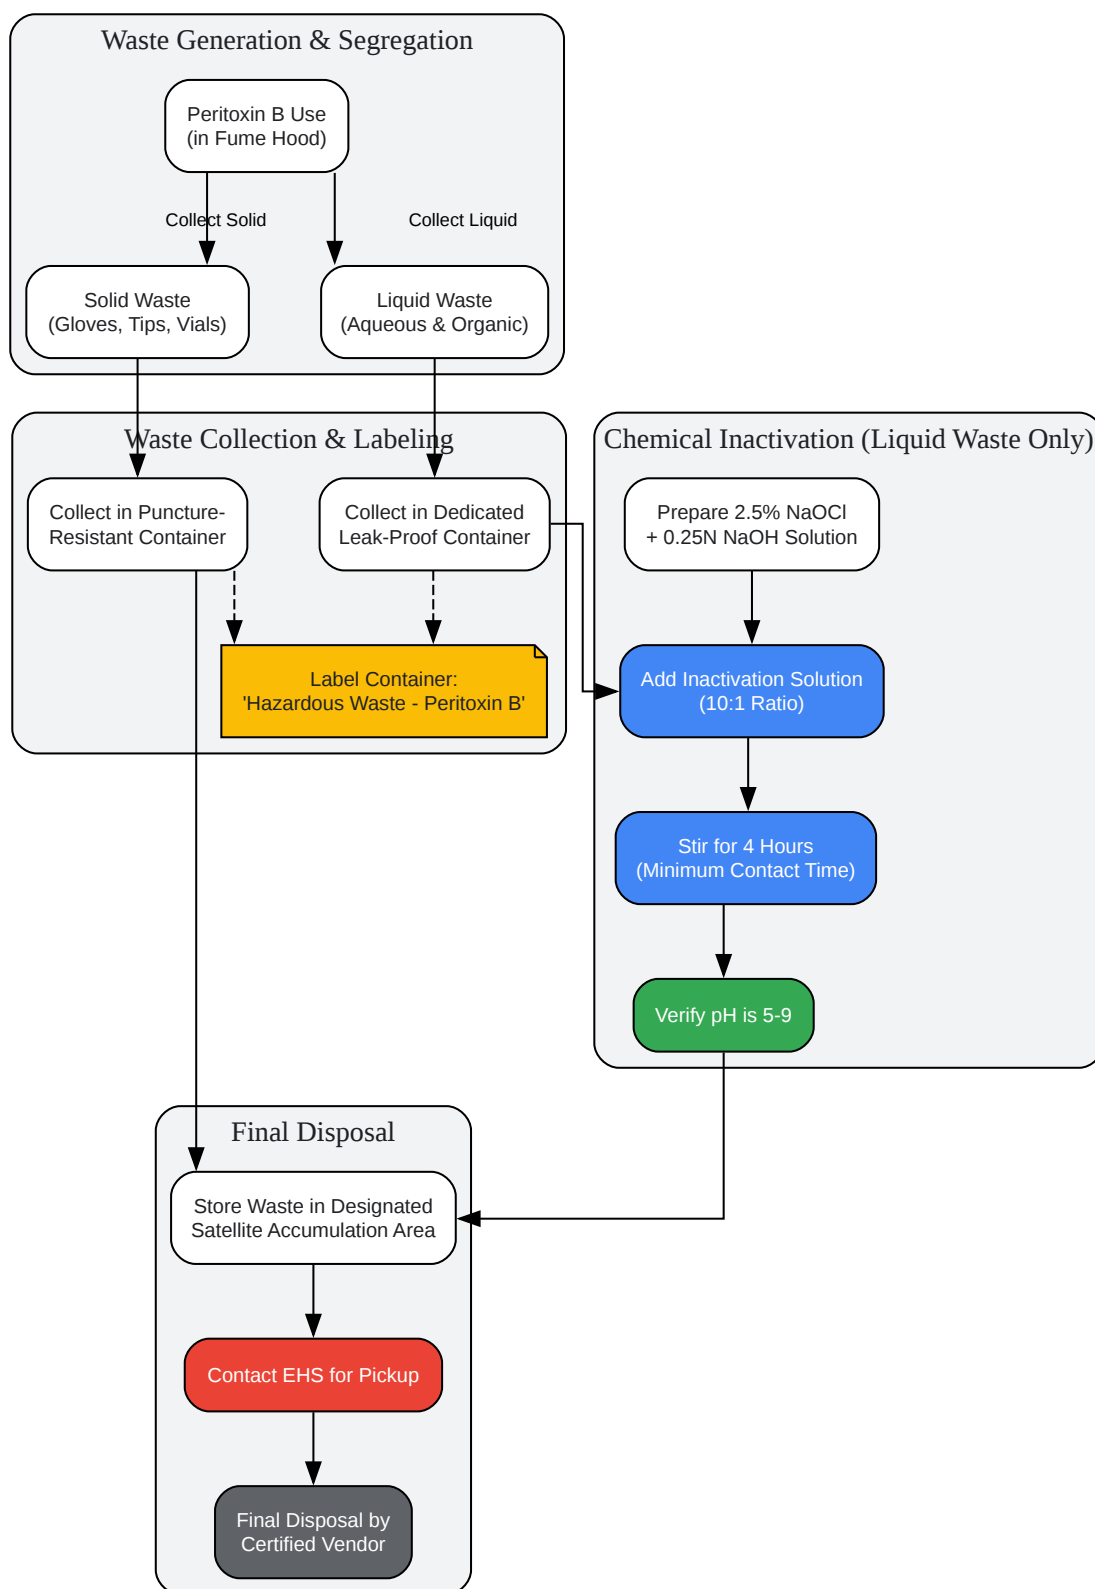 Waste Generation & Segregation
Peritoxin B Use
(in Fume Hood)
Collect Solid
Collect Liquid
Solid Waste
(Gloves, Tips, Vials)
Liquid Waste
(Aqueous & Organic)
Waste Collection & Labeling
Collect in Puncture-
Resistant Container
Collect in Dedicated
Leak-Proof Container
Label Container:
'Hazardous Waste - Peritoxin B'
Chemical Inactivation (Liquid Waste Only)
Prepare 2.5% NaOCl
+ 0.25N NaOH Solution
Add Inactivation Solution
(10:1 Ratio)
Stir for 4 Hours
(Minimum Contact Time)
Verify pH is 5-9
Final Disposal
Store Waste in Designated
Satellite Accumulation Area
Contact EHS for Pickup
Final Disposal by
Certified Vendor